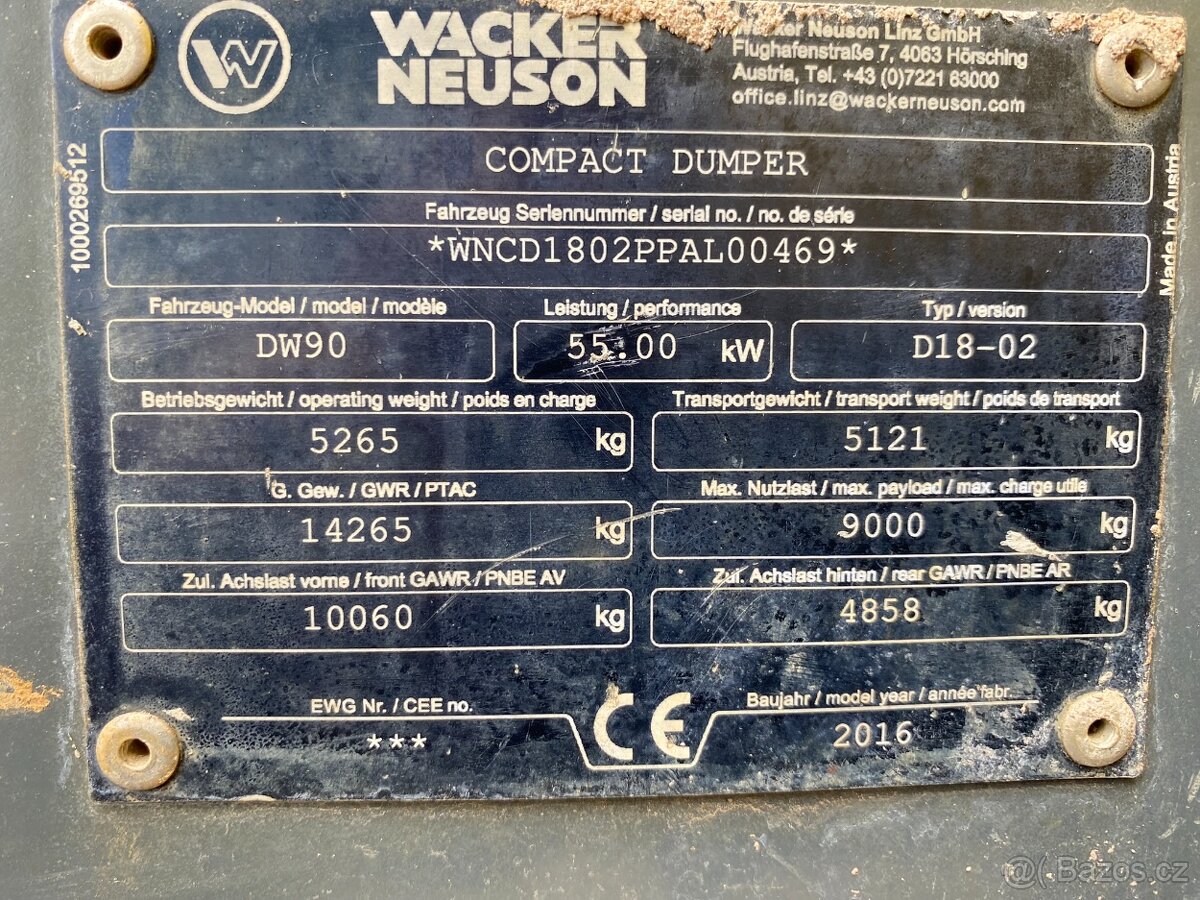 WACKER
NEUSON
Wacker Neuson Linz GmbH
Flughafenstraße 7, 4063 Hörsching
Austria, Tel. +43 (0)7221 63000
office.linz@wackerneuson.com
1000269512
Made in Austria
COMPACT DUMPER
Fahrzeug Seriennummer / serial no. / no. de série
*WNCD1802PPAL00469*
Fahrzeug-Model / model / modèle
Leistung / performance
Typ / version
DW90
55.00 kW
D18-02
Betriebsgewicht / operating weight / poids en charge
Transportgewicht / transport weight / poids de transport
5265 kg
5121 kg
G. Gew. / GWR / PTAC
Max. Nutzlast / max. payload / max. charge utile
14265 kg
9000 kg
Zul. Achslast vorne / front GAWR / PNBE AV
Zul. Achslast hinten / rear GAWR / PNBE AR
10060 kg
4858 kg
EWG Nr. / CEE no.
CE
Baujahr / model year / année fabr.
***
2016
@( Bazos.cz